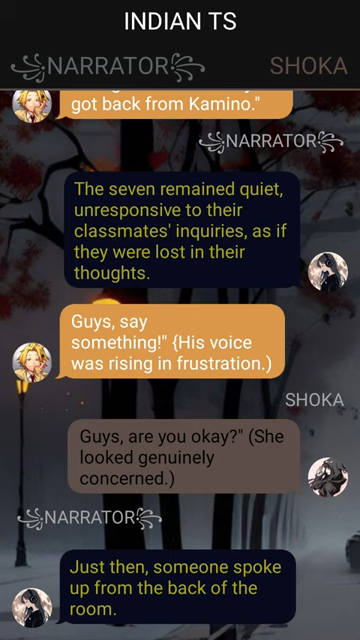 INDIAN TS
NARRATOR
SHOKA
got back from Kamino."
NARRATOR
The seven remained quiet,
unresponsive to their
classmates' inquiries, as if
they were lost in their
thoughts.
Guys, say
something!" {His voice
was rising in frustration.)
SHOKA
Guys, are you okay?" (She
looked genuinely
concerned.)
NARRATOR
Just then, someone spoke
up from the back of the
room.